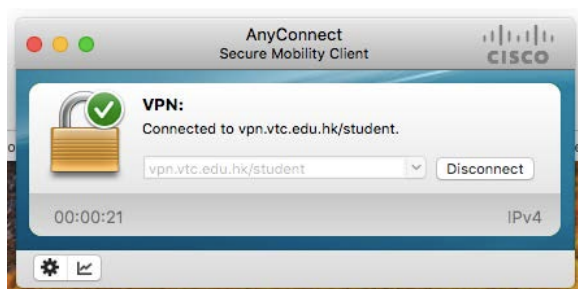 AnyConnect
Secure Mobility Client
CISCO
VPN:
Connected to vpn.vtc.edu.hk/student.
vpn.vtc.edu.hk/student
Disconnect
00:00:21
IPv4